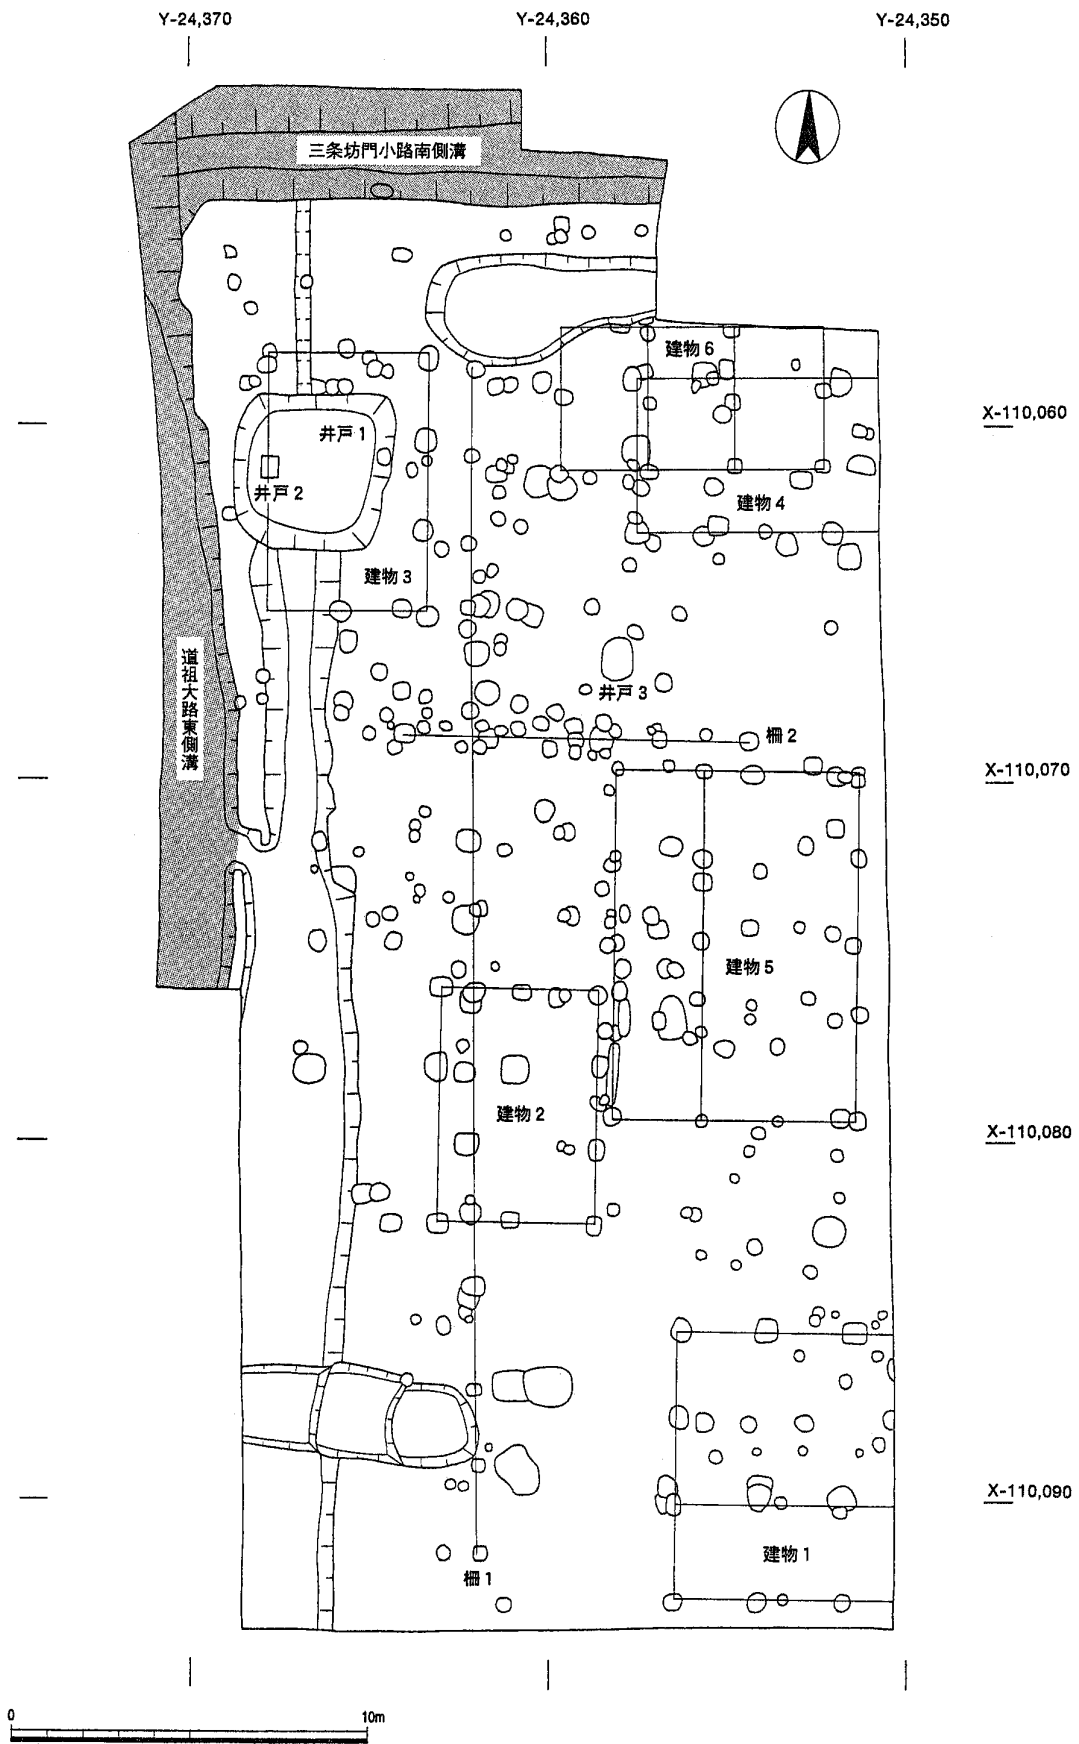 Y-24,370
Y-24,360
Y-24,350
三条坊門小路南側溝
建物6
X-110,060
井戸1
井戸2
建物4
建物3
道祖大路東側溝
井戸3
柵2
X-110,070
建物5
建物2
X-110,080
X-110,090
建物1
柵1
0
10m